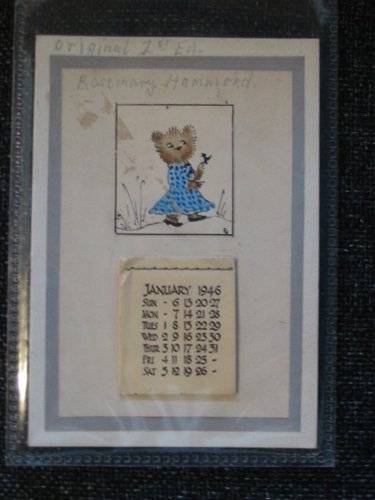 Original 2nd Ed.
Rosemary Hammond.
JANUARY 1946
SUN - 6 13 20 27
MON - 7 14 21 28
TUES 1 8 15 22 29
WED 2 9 16 23 30
THUR 3 10 17 24 31
FRI 4 11 18 25 -
SAT 5 12 19 26 -